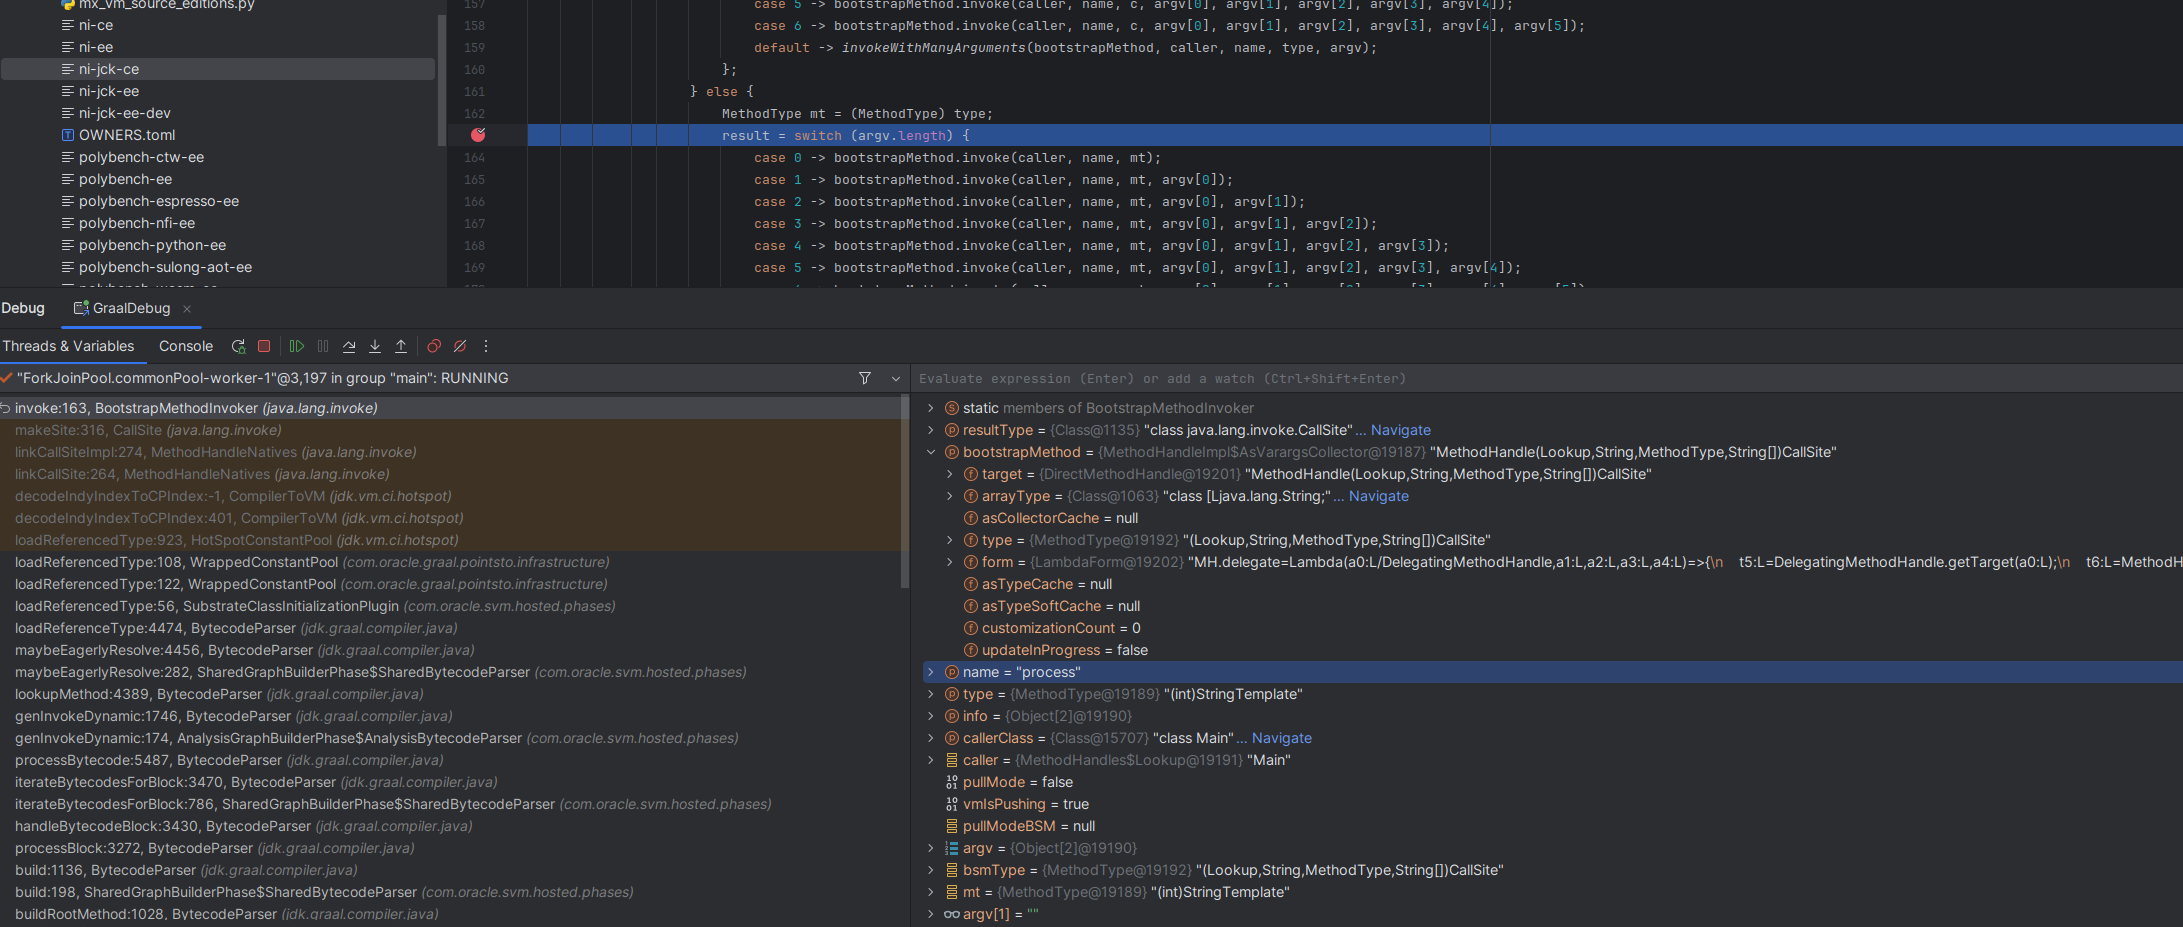 mx_vm_source_editions.py
ni-ce
ni-ee
ni-jck-ce
ni-jck-ee
ni-jck-ee-dev
OWNERS.toml
polybench-ctw-ee
polybench-ee
polybench-espresso-ee
polybench-nfi-ee
polybench-python-ee
polybench-sulong-aot-ee
157 case 5 -> bootstrapMethod.invoke(caller, name, c, argv[0], argv[1], argv[2], argv[3], argv[4]);
158 case 6 -> bootstrapMethod.invoke(caller, name, c, argv[0], argv[1], argv[2], argv[3], argv[4], argv[5]);
159 default -> invokeWithManyArguments(bootstrapMethod, caller, name, type, argv);
160 };
161 } else {
162 MethodType mt = (MethodType) type;
result = switch (argv.length) {
164 case 0 -> bootstrapMethod.invoke(caller, name, mt);
165 case 1 -> bootstrapMethod.invoke(caller, name, mt, argv[0]);
166 case 2 -> bootstrapMethod.invoke(caller, name, mt, argv[0], argv[1]);
167 case 3 -> bootstrapMethod.invoke(caller, name, mt, argv[0], argv[1], argv[2]);
168 case 4 -> bootstrapMethod.invoke(caller, name, mt, argv[0], argv[1], argv[2], argv[3]);
169 case 5 -> bootstrapMethod.invoke(caller, name, mt, argv[0], argv[1], argv[2], argv[3], argv[4]);
Debug GraalDebug
Threads & Variables Console
"ForkJoinPool.commonPool-worker-1"@3,197 in group "main": RUNNING
invoke:163, BootstrapMethodInvoker (java.lang.invoke)
makeSite:316, CallSite (java.lang.invoke)
linkCallSiteImpl:274, MethodHandleNatives (java.lang.invoke)
linkCallSite:264, MethodHandleNatives (java.lang.invoke)
decodeIndyIndexToCPIndex:-1, CompilerToVM (jdk.vm.ci.hotspot)
decodeIndyIndexToCPIndex:401, CompilerToVM (jdk.vm.ci.hotspot)
loadReferencedType:923, HotSpotConstantPool (jdk.vm.ci.hotspot)
loadReferencedType:108, WrappedConstantPool (com.oracle.graal.pointsto.infrastructure)
loadReferencedType:122, WrappedConstantPool (com.oracle.graal.pointsto.infrastructure)
loadReferencedType:56, SubstrateClassInitializationPlugin (com.oracle.svm.hosted.phases)
loadReferenceType:4474, BytecodeParser (jdk.graal.compiler.java)
maybeEagerlyResolve:4456, BytecodeParser (jdk.graal.compiler.java)
maybeEagerlyResolve:282, SharedGraphBuilderPhase$SharedBytecodeParser (com.oracle.svm.hosted.phases)
lookupMethod:4389, BytecodeParser (jdk.graal.compiler.java)
genInvokeDynamic:1746, BytecodeParser (jdk.graal.compiler.java)
genInvokeDynamic:174, AnalysisGraphBuilderPhase$AnalysisBytecodeParser (com.oracle.svm.hosted.phases)
processBytecode:5487, BytecodeParser (jdk.graal.compiler.java)
iterateBytecodesForBlock:3470, BytecodeParser (jdk.graal.compiler.java)
iterateBytecodesForBlock:786, SharedGraphBuilderPhase$SharedBytecodeParser (com.oracle.svm.hosted.phases)
handleBytecodeBlock:3430, BytecodeParser (jdk.graal.compiler.java)
processBlock:3272, BytecodeParser (jdk.graal.compiler.java)
build:1136, BytecodeParser (jdk.graal.compiler.java)
build:198, SharedGraphBuilderPhase$SharedBytecodeParser (com.oracle.svm.hosted.phases)
buildRootMethod:1028, BytecodeParser (jdk.graal.compiler.java)
Evaluate expression (Enter) or add a watch (Ctrl+Shift+Enter)
static members of BootstrapMethodInvoker
resultType = {Class@1135} "class java.lang.invoke.CallSite"... Navigate
bootstrapMethod = {MethodHandleImpl$AsVarargsCollector@19187} "MethodHandle(Lookup,String,MethodType,String[])CallSite"
target = {DirectMethodHandle@19201} "MethodHandle(Lookup,String,MethodType,String[])CallSite"
arrayType = {Class@1063} "class [Ljava.lang.String;"... Navigate
asCollectorCache = null
type = {MethodType@19192} "(Lookup,String,MethodType,String[])CallSite"
form = {LambdaForm@19202} "MH.delegate=Lambda(a0:L/DelegatingMethodHandle,a1:L,a2:L,a3:L,a4:L)=>{\n t5:L=DelegatingMethodHandle.getTarget(a0:L);\n t6:L=MethodH
asTypeCache = null
asTypeSoftCache = null
customizationCount = 0
updateInProgress = false
name = "process"
type = {MethodType@19189} "(int)StringTemplate"
info = {Object[2]@19190}
callerClass = {Class@15707} "class Main"... Navigate
caller = {MethodHandles$Lookup@19191} "Main"
pullMode = false
vmIsPushing = true
pullModeBSM = null
argv = {Object[2]@19190}
bsmType = {MethodType@19192} "(Lookup,String,MethodType,String[])CallSite"
mt = {MethodType@19189} "(int)StringTemplate"
argv[1] = ""